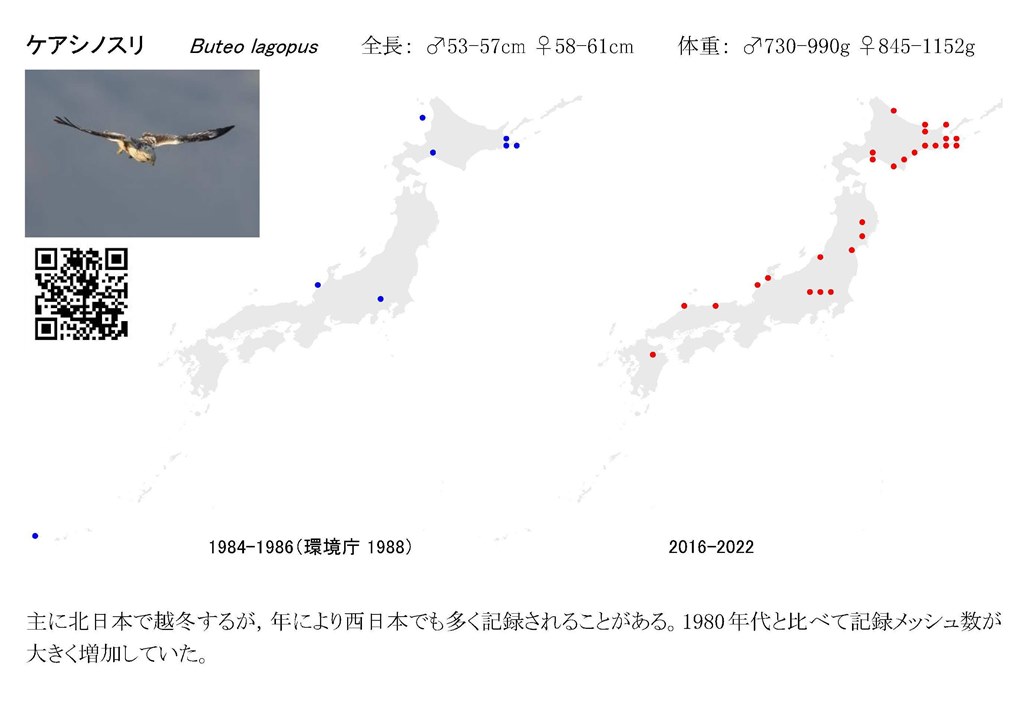 ケアシノスリ Buteo lagopus 全長： ♂53-57cm ♀58-61cm 体重： ♂730-990g ♀845-1152g
1984-1986（環境庁 1988） 2016-2022
主に北日本で越冬するが，年により西日本でも多く記録されることがある。1980年代と比べて記録メッシュ数が
大きく増加していた。